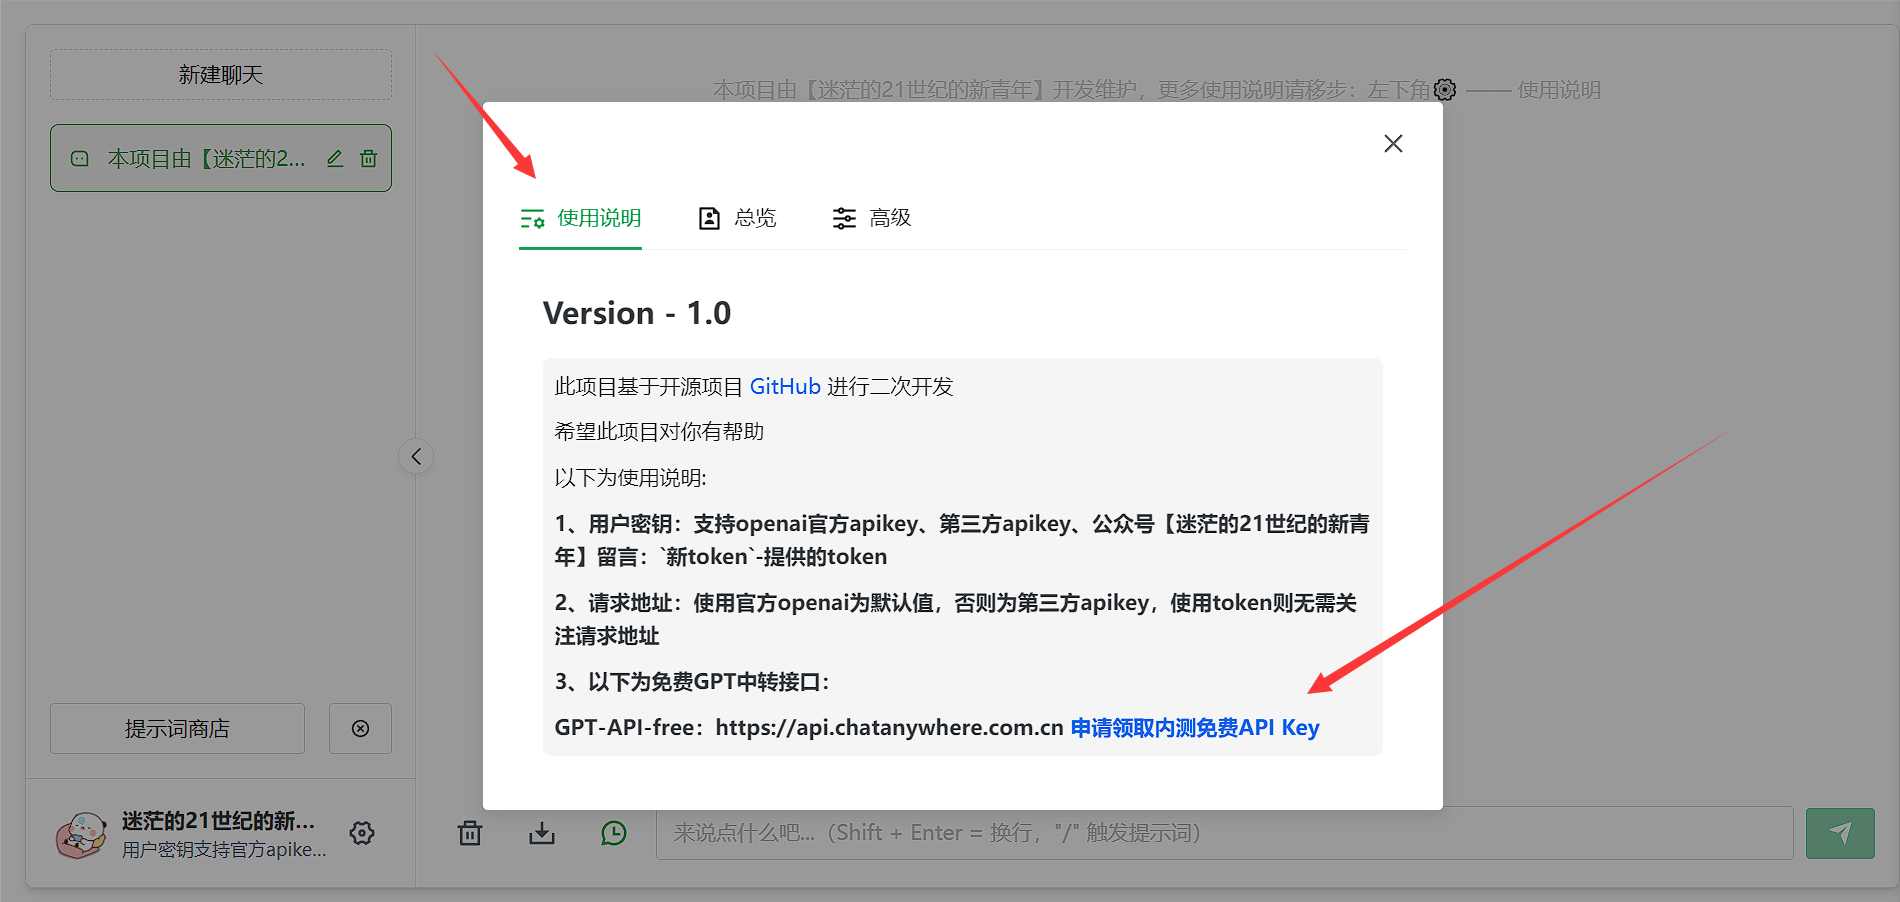 新建聊天
本项目由【迷茫的2...
本项目由【迷茫的21世纪的新青年】开发维护，更多使用说明请移步：左下角 —— 使用说明
使用说明
总览
高级
Version - 1.0
此项目基于开源项目 GitHub 进行二次开发
希望此项目对你有帮助
以下为使用说明:
1、用户密钥：支持openai官方apikey、第三方apikey、公众号【迷茫的21世纪的新青
年】留言：`新token`-提供的token
2、请求地址：使用官方openai为默认值，否则为第三方apikey，使用token则无需关
注请求地址
3、以下为免费GPT中转接口：
GPT-API-free：https://api.chatanywhere.com.cn 申请领取内测免费API Key
提示词商店
迷茫的21世纪的新...
用户密钥支持官方apike...
来说点什么吧...（Shift + Enter = 换行，"/" 触发提示词）